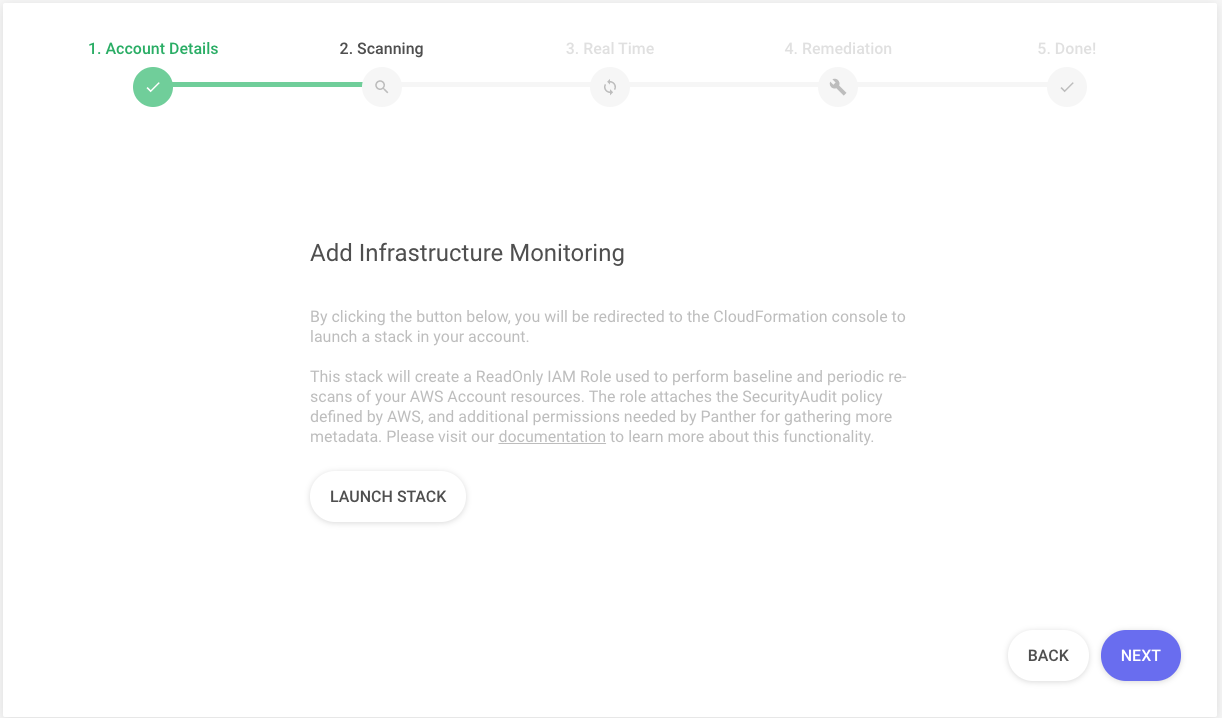 1. Account Details
2. Scanning
3. Real Time
4. Remediation
5. Done!
Add Infrastructure Monitoring
By clicking the button below, you will be redirected to the CloudFormation console to
launch a stack in your account.
This stack will create a ReadOnly IAM Role used to perform baseline and periodic re-
scans of your AWS Account resources. The role attaches the SecurityAudit policy
defined by AWS, and additional permissions needed by Panther for gathering more
metadata. Please visit our documentation to learn more about this functionality.
LAUNCH STACK
BACK
NEXT